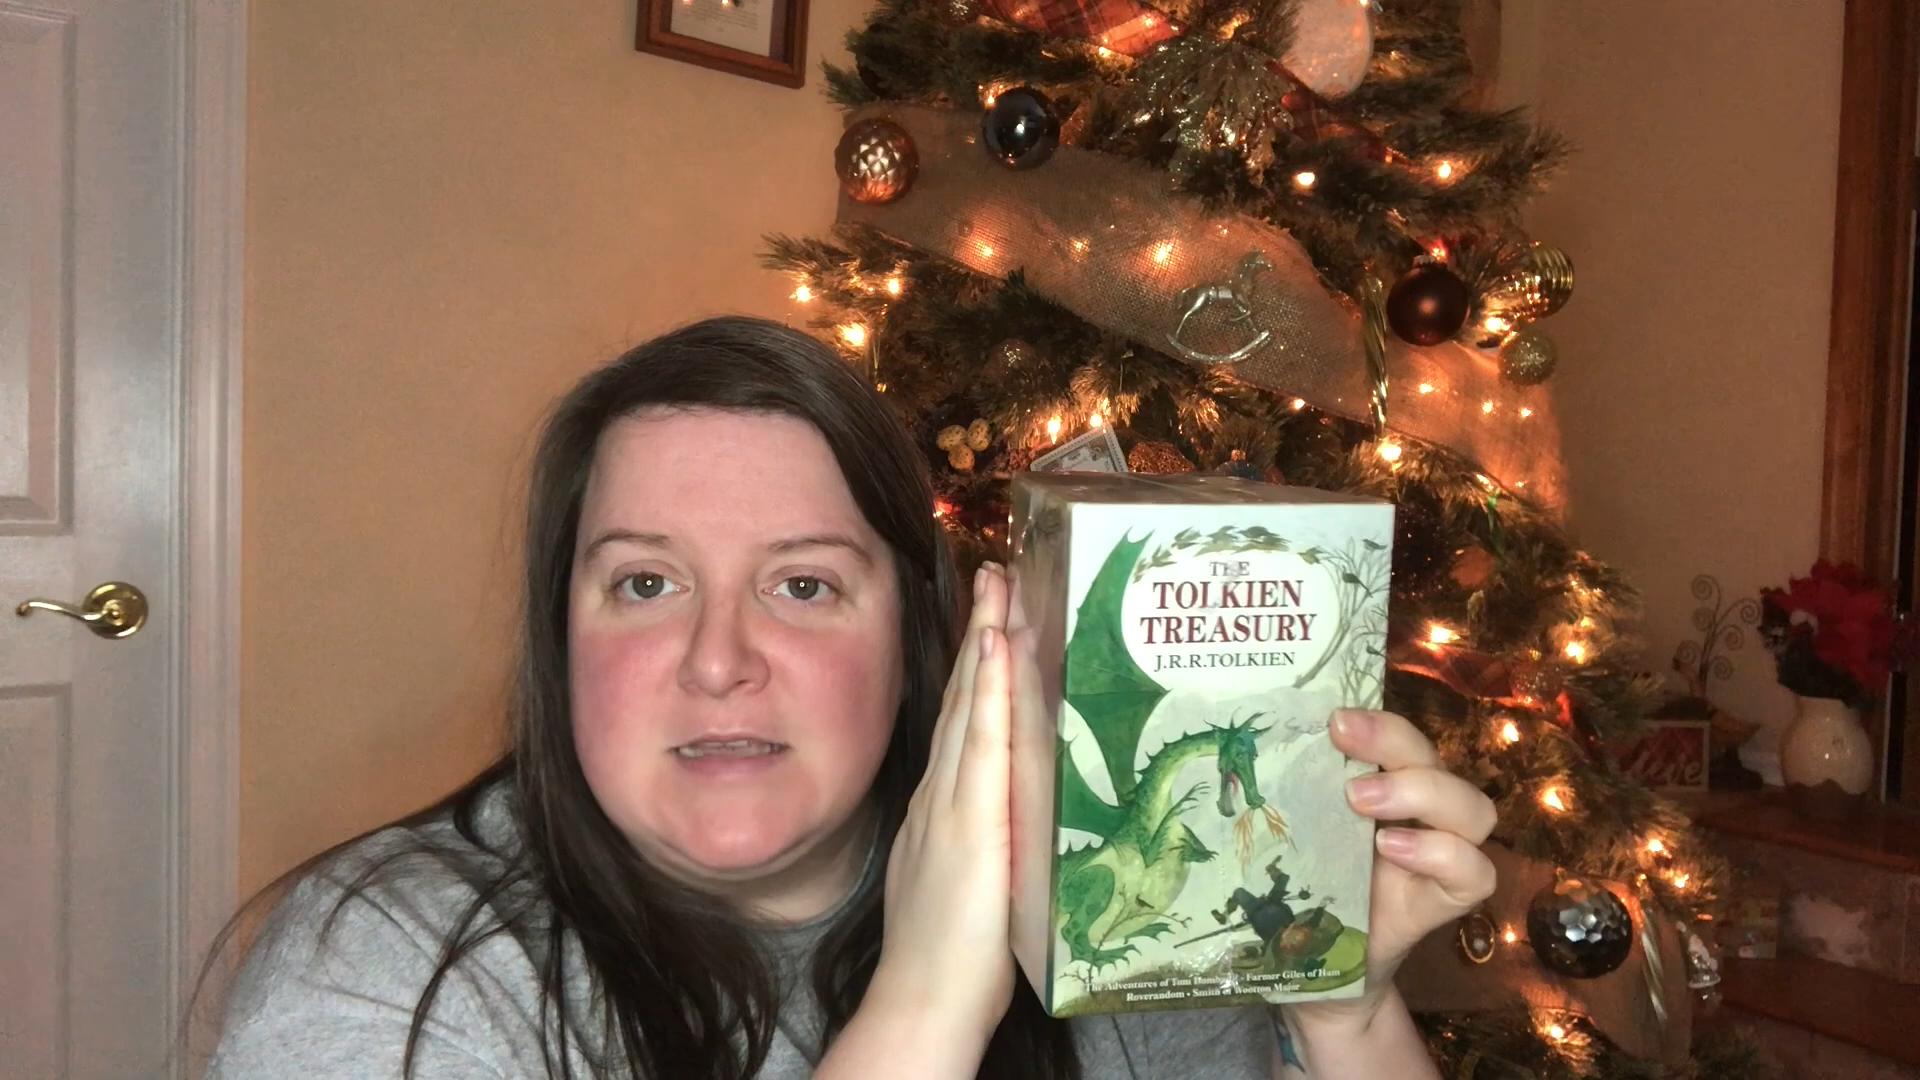 THE
TOLKIEN
TREASURY
J.R.R.TOLKIEN
The Adventures of Tom Bombadil • Farmer Giles of Ham
Roverandom • Smith of Wootton Major